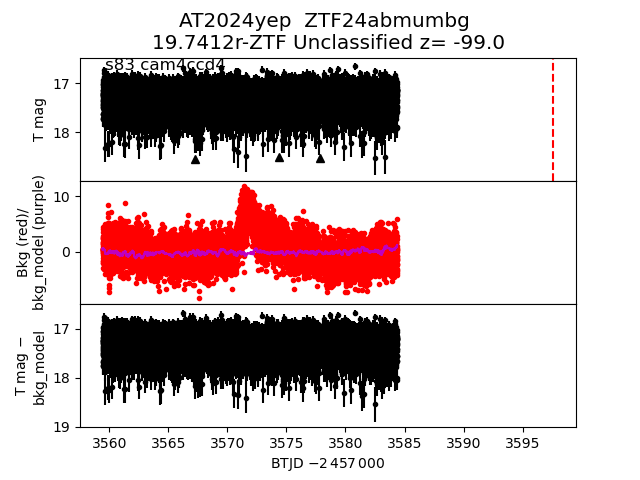 AT2024yep ZTF24abmumbg
19.7412r-ZTF Unclassified z= -99.0
s83 cam4ccd4
17
18
T mag
10
0
Bkg (red)/
bkg_model (purple)
17
18
19
T mag −
bkg_model
3560 3565 3570 3575 3580 3585 3590 3595
BTJD −2 457 000